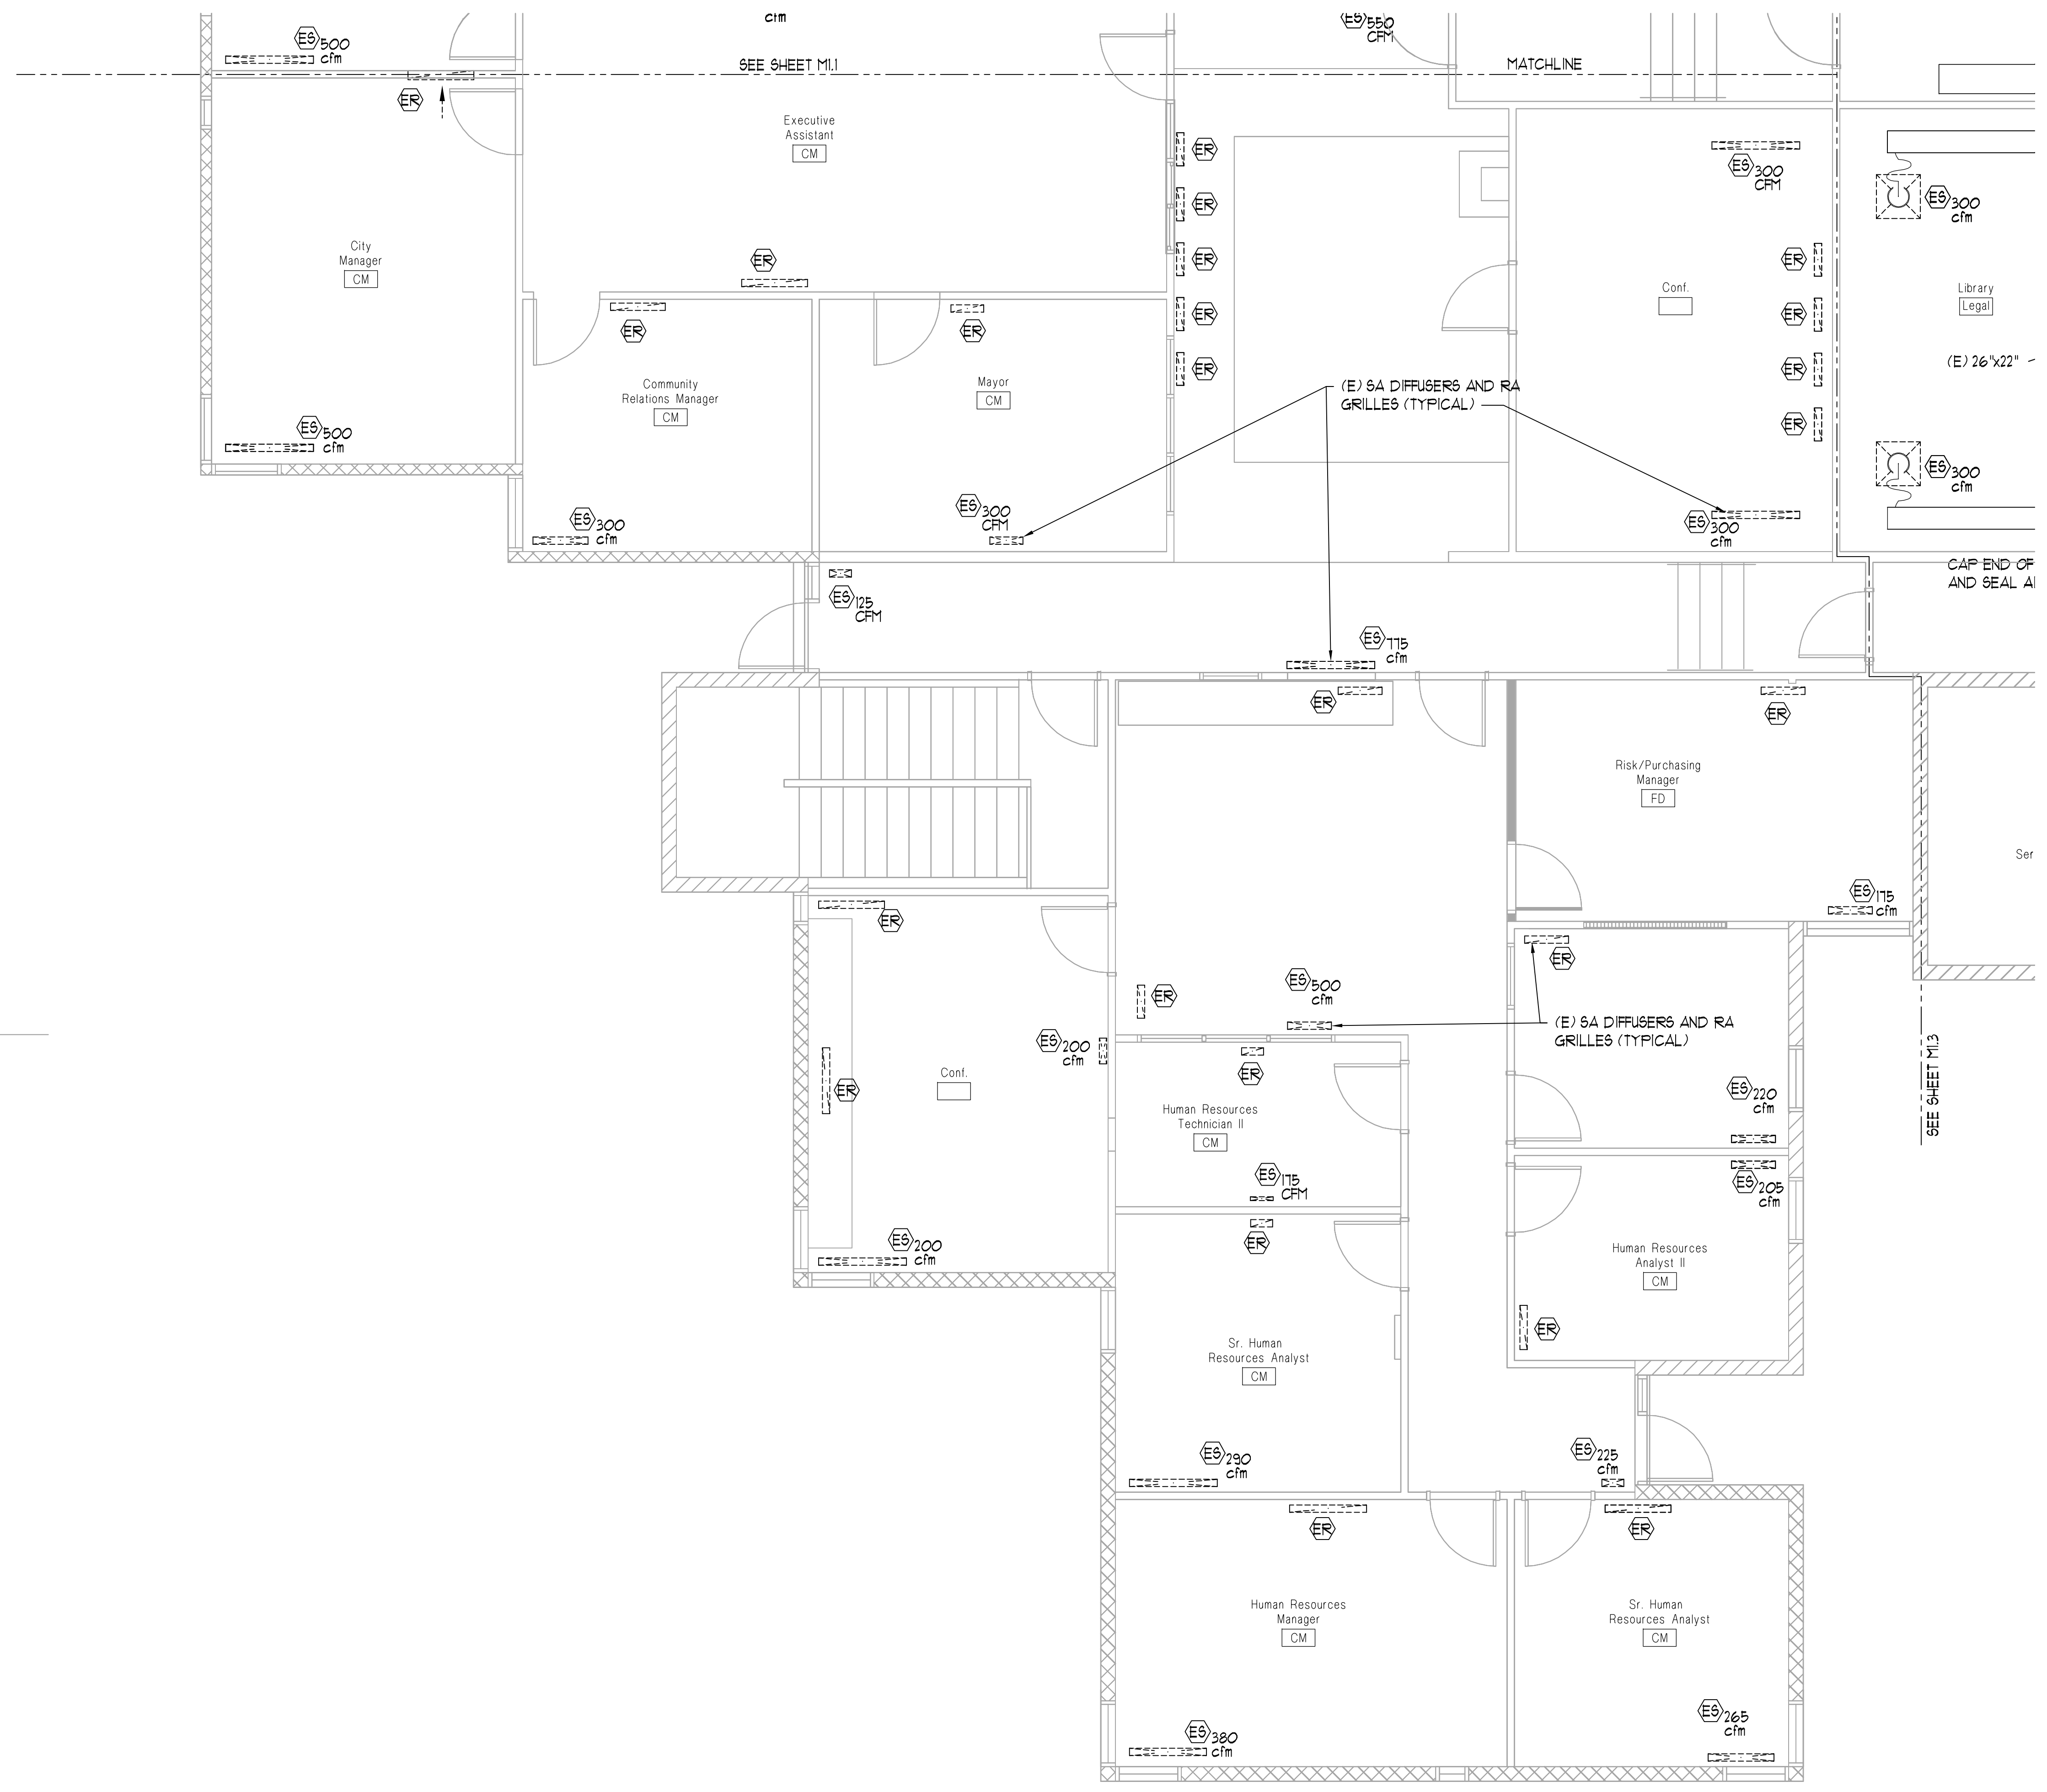 cfm
ES 550
CFM
ES 500
cfm
SEE SHEET M1.1
MATCHLINE
ER
Executive
Assistant
CM
ER
ES 300
CFM
ES 300
cfm
ER
City
Manager
CM
ER
ER
ER
Conf.
Library
Legal
ER
ER
ER
ER
ER
(E) 26"x22"
ER
ER
Community
Relations Manager
CM
Mayor
CM
(E) SA DIFFUSERS AND RA
GRILLES (TYPICAL)
ER
ES 500
cfm
ES 300
cfm
ES 300
cfm
ES 300
CFM
ES 300
cfm
CAP END OF
AND SEAL
ES 125
CFM
ES 775
cfm
ER
ER
Risk/Purchasing
Manager
FD
Ser
ES 175
cfm
ER
ER
ES 500
cfm
ER
(E) SA DIFFUSERS AND RA
GRILLES (TYPICAL)
SEE SHEET M1.3
ES 200
cfm
Conf.
ER
ER
ES 220
cfm
Human Resources
Technician II
CM
ES 175
CFM
ES 205
cfm
ES 200
cfm
ER
Human Resources
Analyst II
CM
ER
Sr. Human
Resources Analyst
CM
ES 290
cfm
ES 225
cfm
ER
ER
Human Resources
Manager
CM
Sr. Human
Resources Analyst
CM
ES 380
cfm
ES 265
cfm